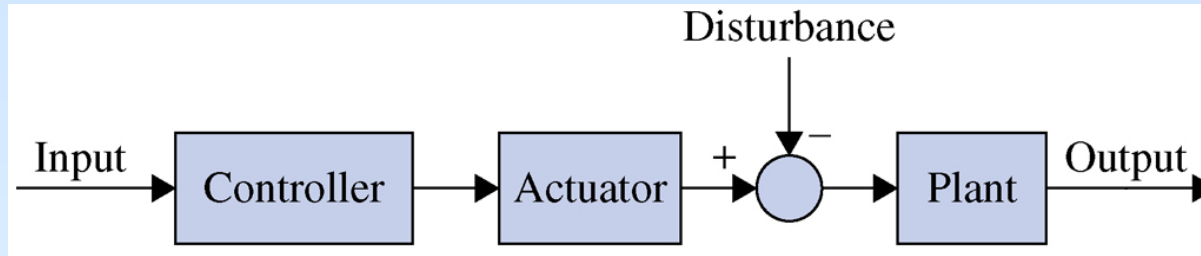 Disturbance
Input
Controller
Actuator
+
−
Plant
Output